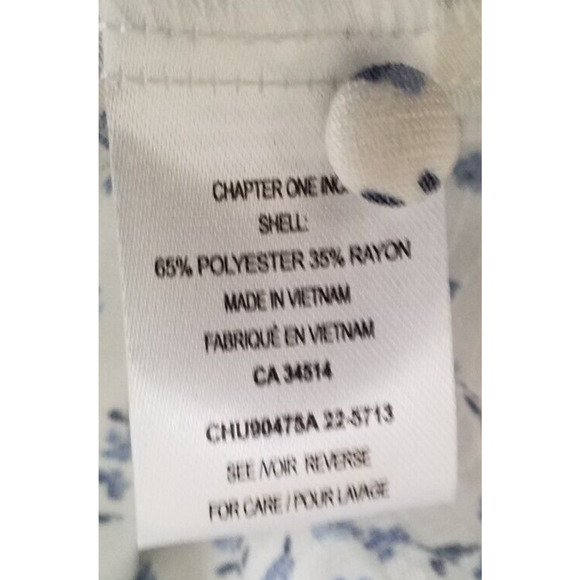 CHAPTER ONE INC
SHELL:
65% POLYESTER 35% RAYON
MADE IN VIETNAM
FABRIQUÉ EN VIETNAM
CA 34514
CHU90475A 22-5713
SEE /VOIR REVERSE
FOR CARE / POUR LAVAGE